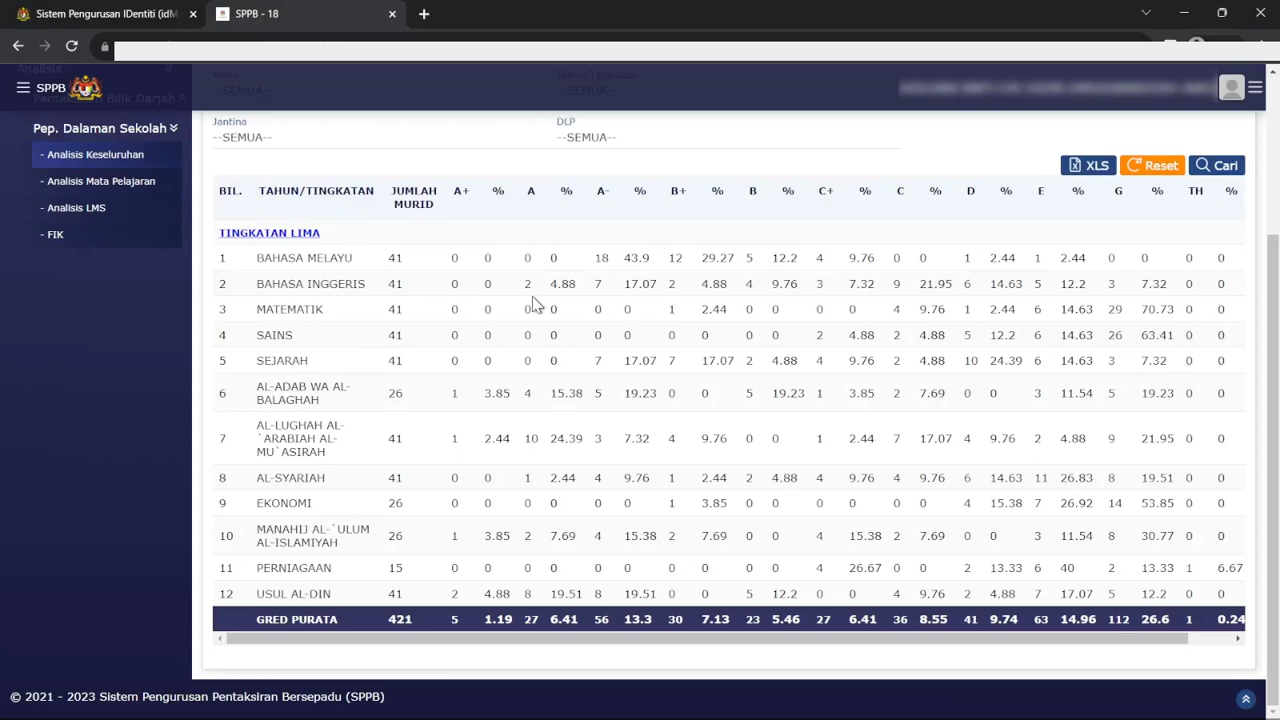 Sistem Pengurusan IDentiti (idM
SPPB - 18
Analisis
SPPB
Pentaksiran Bilik Darjah
Pep. Dalaman Sekolah
- Analisis Keseluruhan
- Analisis Mata Pelajaran
- Analisis LMS
- FIK
--SEMUA-- --SEMUA--
Jantina DLP
--SEMUA-- --SEMUA--
XLS Reset Cari
BIL. TAHUN/TINGKATAN JUMLAH MURID A+ % A % A- % B+ % B % C+ % C % D % E % G % TH %
TINGKATAN LIMA
1 BAHASA MELAYU 41 0 0 0 0 18 43.9 12 29.27 5 12.2 4 9.76 0 0 1 2.44 1 2.44 0 0 0 0
2 BAHASA INGGERIS 41 0 0 2 4.88 7 17.07 2 4.88 4 9.76 3 7.32 9 21.95 6 14.63 5 12.2 3 7.32 0 0
3 MATEMATIK 41 0 0 0 0 0 0 1 2.44 0 0 0 0 4 9.76 1 2.44 6 14.63 29 70.73 0 0
4 SAINS 41 0 0 0 0 0 0 0 0 0 0 2 4.88 2 4.88 5 12.2 6 14.63 26 63.41 0 0
5 SEJARAH 41 0 0 0 0 7 17.07 7 17.07 2 4.88 4 9.76 2 4.88 10 24.39 6 14.63 3 7.32 0 0
6 AL-ADAB WA AL-BALAGHAH 26 1 3.85 4 15.38 5 19.23 0 0 5 19.23 1 3.85 2 7.69 0 0 3 11.54 5 19.23 0 0
7 AL-LUGHAH AL-`ARABIAH AL-MU`ASIRAH 41 1 2.44 10 24.39 3 7.32 4 9.76 0 0 1 2.44 7 17.07 4 9.76 2 4.88 9 21.95 0 0
8 AL-SYARIAH 41 0 0 1 2.44 4 9.76 1 2.44 2 4.88 4 9.76 4 9.76 6 14.63 11 26.83 8 19.51 0 0
9 EKONOMI 26 0 0 0 0 0 0 1 3.85 0 0 0 0 0 0 4 15.38 7 26.92 14 53.85 0 0
10 MANAHIJ AL-`ULUM AL-ISLAMIYAH 26 1 3.85 2 7.69 4 15.38 2 7.69 0 0 4 15.38 2 7.69 0 0 3 11.54 8 30.77 0 0
11 PERNIAGAAN 15 0 0 0 0 0 0 0 0 0 0 4 26.67 0 0 2 13.33 6 40 2 13.33 1 6.67
12 USUL AL-DIN 41 2 4.88 8 19.51 8 19.51 0 0 5 12.2 0 0 4 9.76 2 4.88 7 17.07 5 12.2 0 0
GRED PURATA 421 5 1.19 27 6.41 56 13.3 30 7.13 23 5.46 27 6.41 36 8.55 41 9.74 63 14.96 112 26.6 1 0.24
© 2021 - 2023 Sistem Pengurusan Pentaksiran Bersepadu (SPPB)